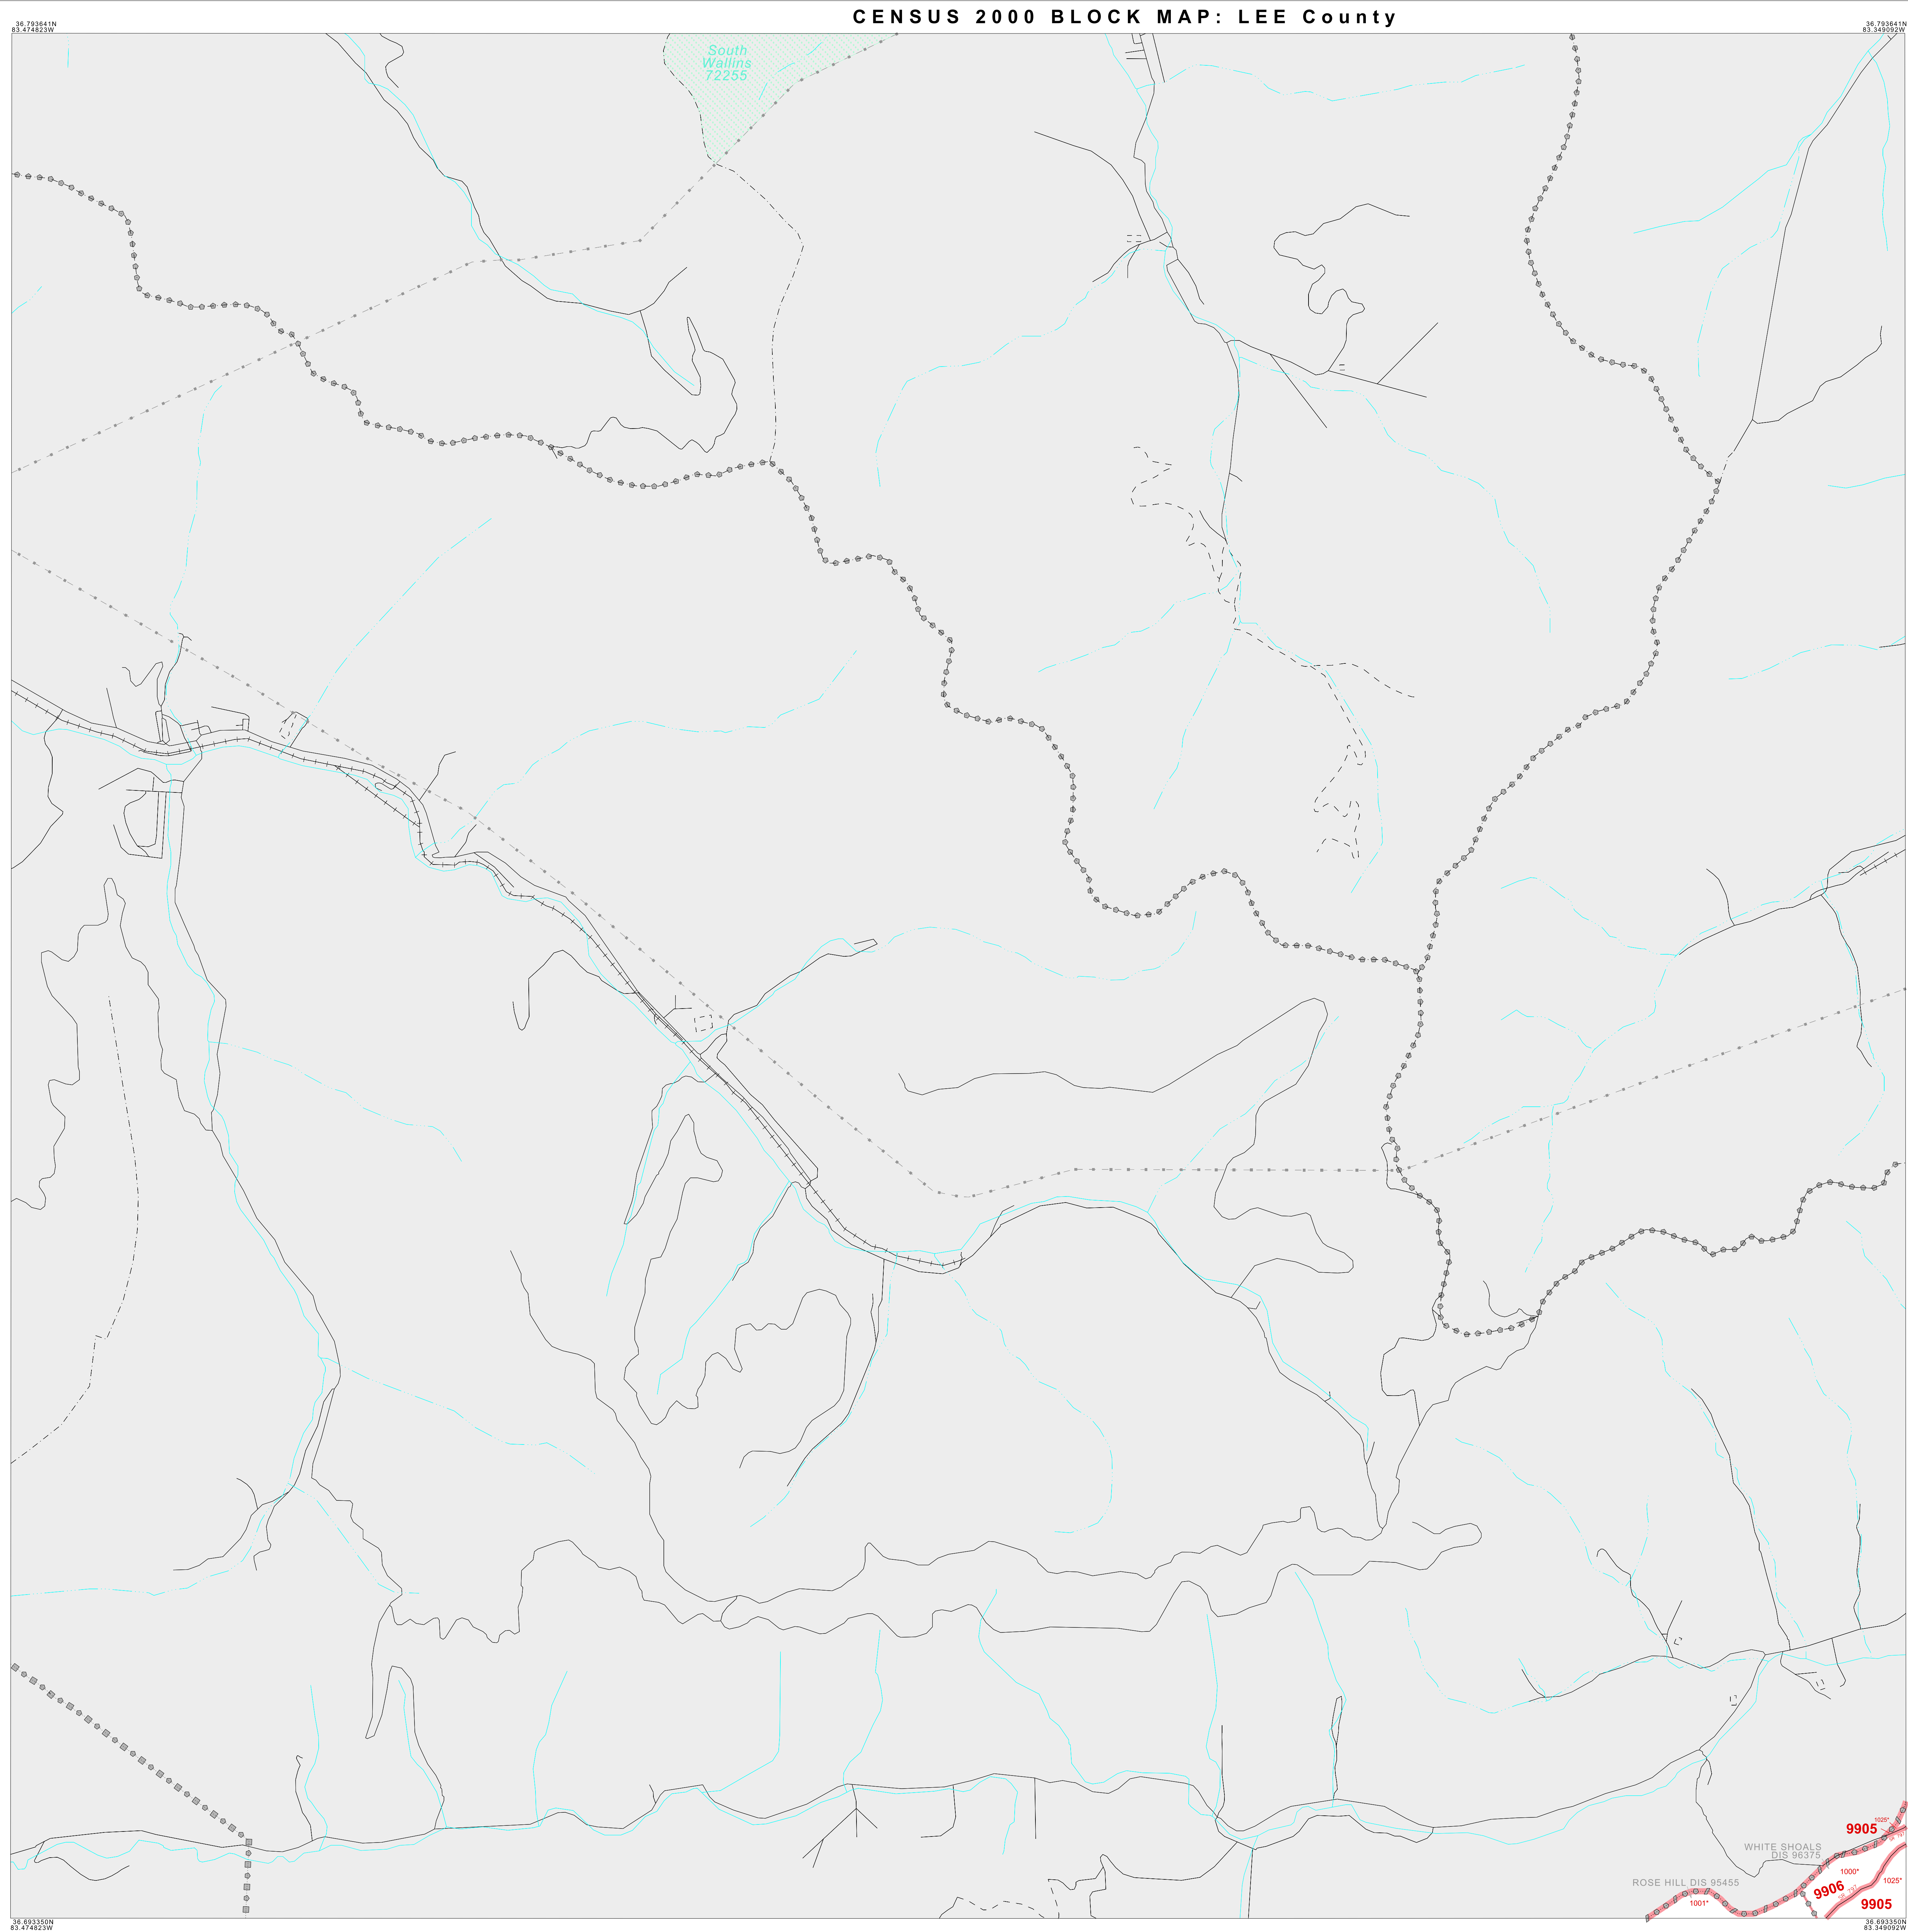 CENSUS 2000 BLOCK MAP: LEE County
36.793641N
83.474823W
36.793641N
83.349092W
South
Wallins
72255
1025*
9905
WHITE SHOALS
DIS 96375
1000*
1025*
ROSE HILL DIS 95455
9906
1001*
9905
36.693350N
83.474823W
36.693350N
83.349092W